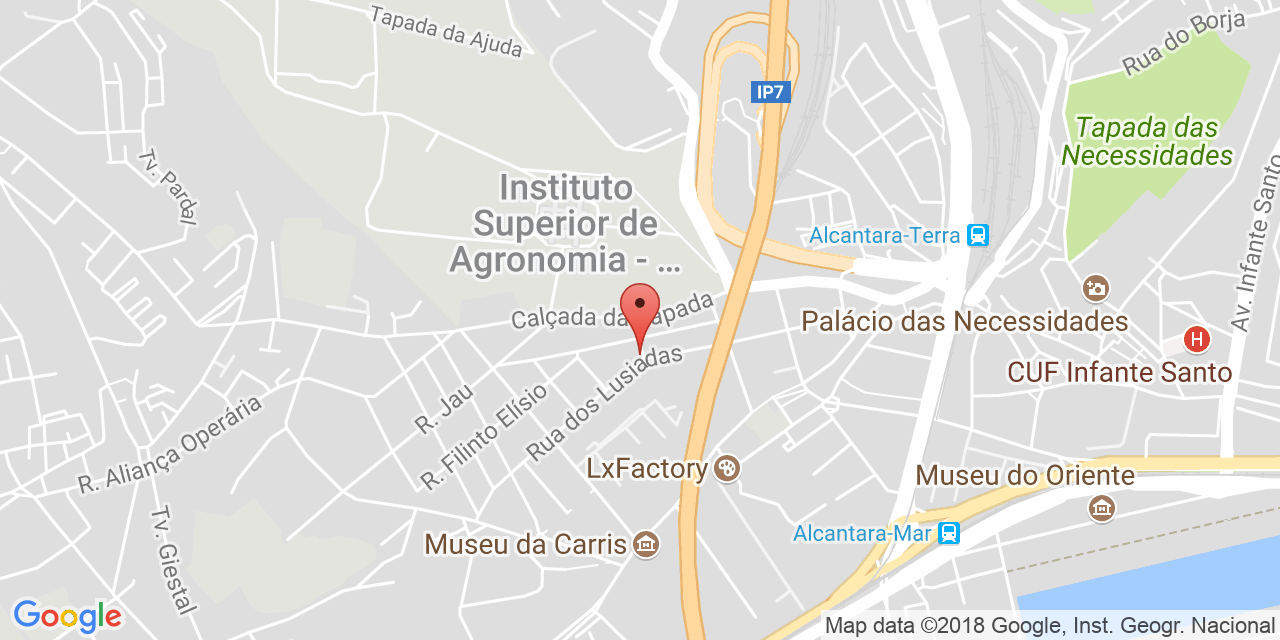 Tapada da Ajuda
Rua do Borja
IP7
Tapada das
Necessidades
Tv. Pardal
Instituto
Superior de
Agronomia - ...
Alcantara-Terra
Av. Infante Santo
Calçada da Tapada
Palácio das Necessidades
H
CUF Infante Santo
Rua dos Lusiadas
R. Jau
R. Filinto Elísio
R. Aliança Operária
LxFactory
Museu do Oriente
Tv. Giestal
Alcantara-Mar
Museu da Carris
Google
Map data ©2018 Google, Inst. Geogr. Nacional